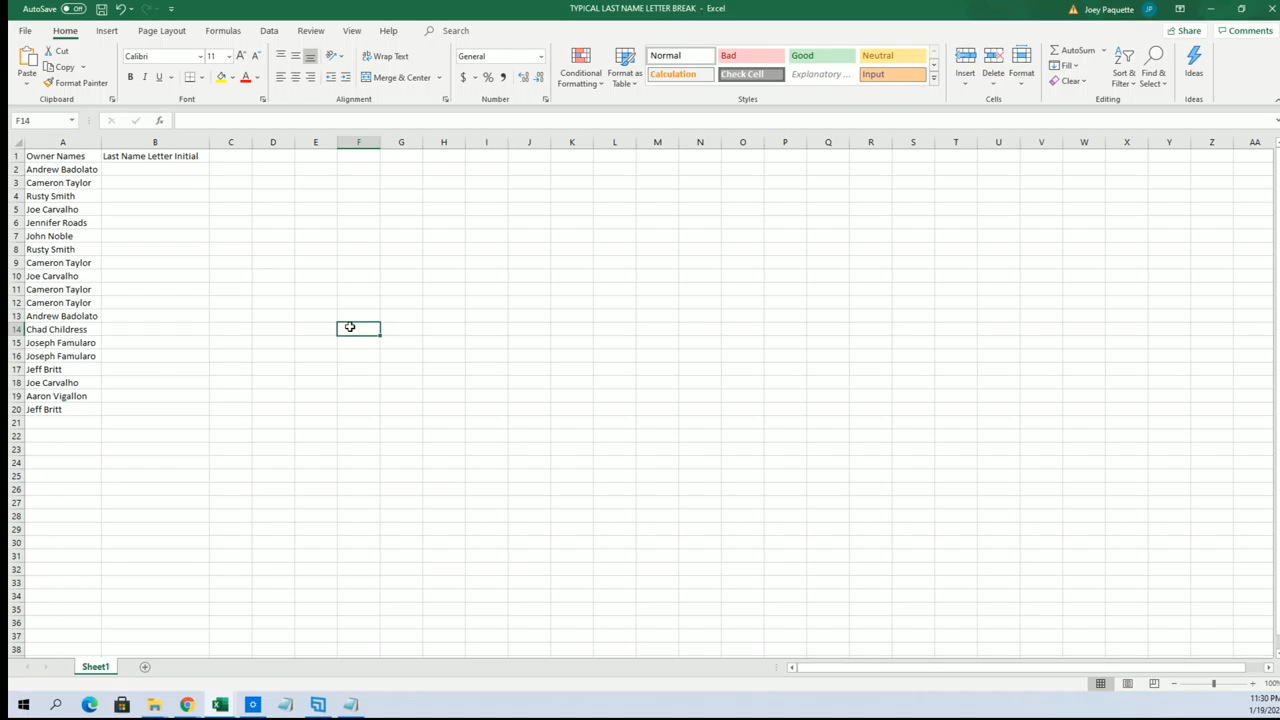 AutoSave Off TYPICAL LAST NAME LETTER BREAK - Excel Joey Paquette JP
File Home Insert Page Layout Formulas Data Review View Help Search Share Comments
Paste Cut Copy Format Painter
Calibri 11 General
B I U
Wrap Text
Merge & Center
Conditional Formatting Format as Table
Normal Bad Good Neutral
Calculation Check Cell Explanatory ... Input
Insert Delete Format
AutoSum Fill Clear
Sort & Filter Find & Select Ideas
Clipboard Font Alignment Number Styles Cells Editing Ideas
F14 fx
A B C D E F G H I J K L M N O P Q R S T U V W X Y Z AA
1 Owner Names Last Name Letter Initial
2 Andrew Badolato
3 Cameron Taylor
4 Rusty Smith
5 Joe Carvalho
6 Jennifer Roads
7 John Noble
8 Rusty Smith
9 Cameron Taylor
10 Joe Carvalho
11 Cameron Taylor
12 Cameron Taylor
13 Andrew Badolato
14 Chad Childress
15 Joseph Famularo
16 Joseph Famularo
17 Jeff Britt
18 Joe Carvalho
19 Aaron Vigallon
20 Jeff Britt
21
22
23
24
25
26
27
28
29
30
31
32
33
34
35
36
37
38
Sheet1
100%
11:30 PM
1/19/202